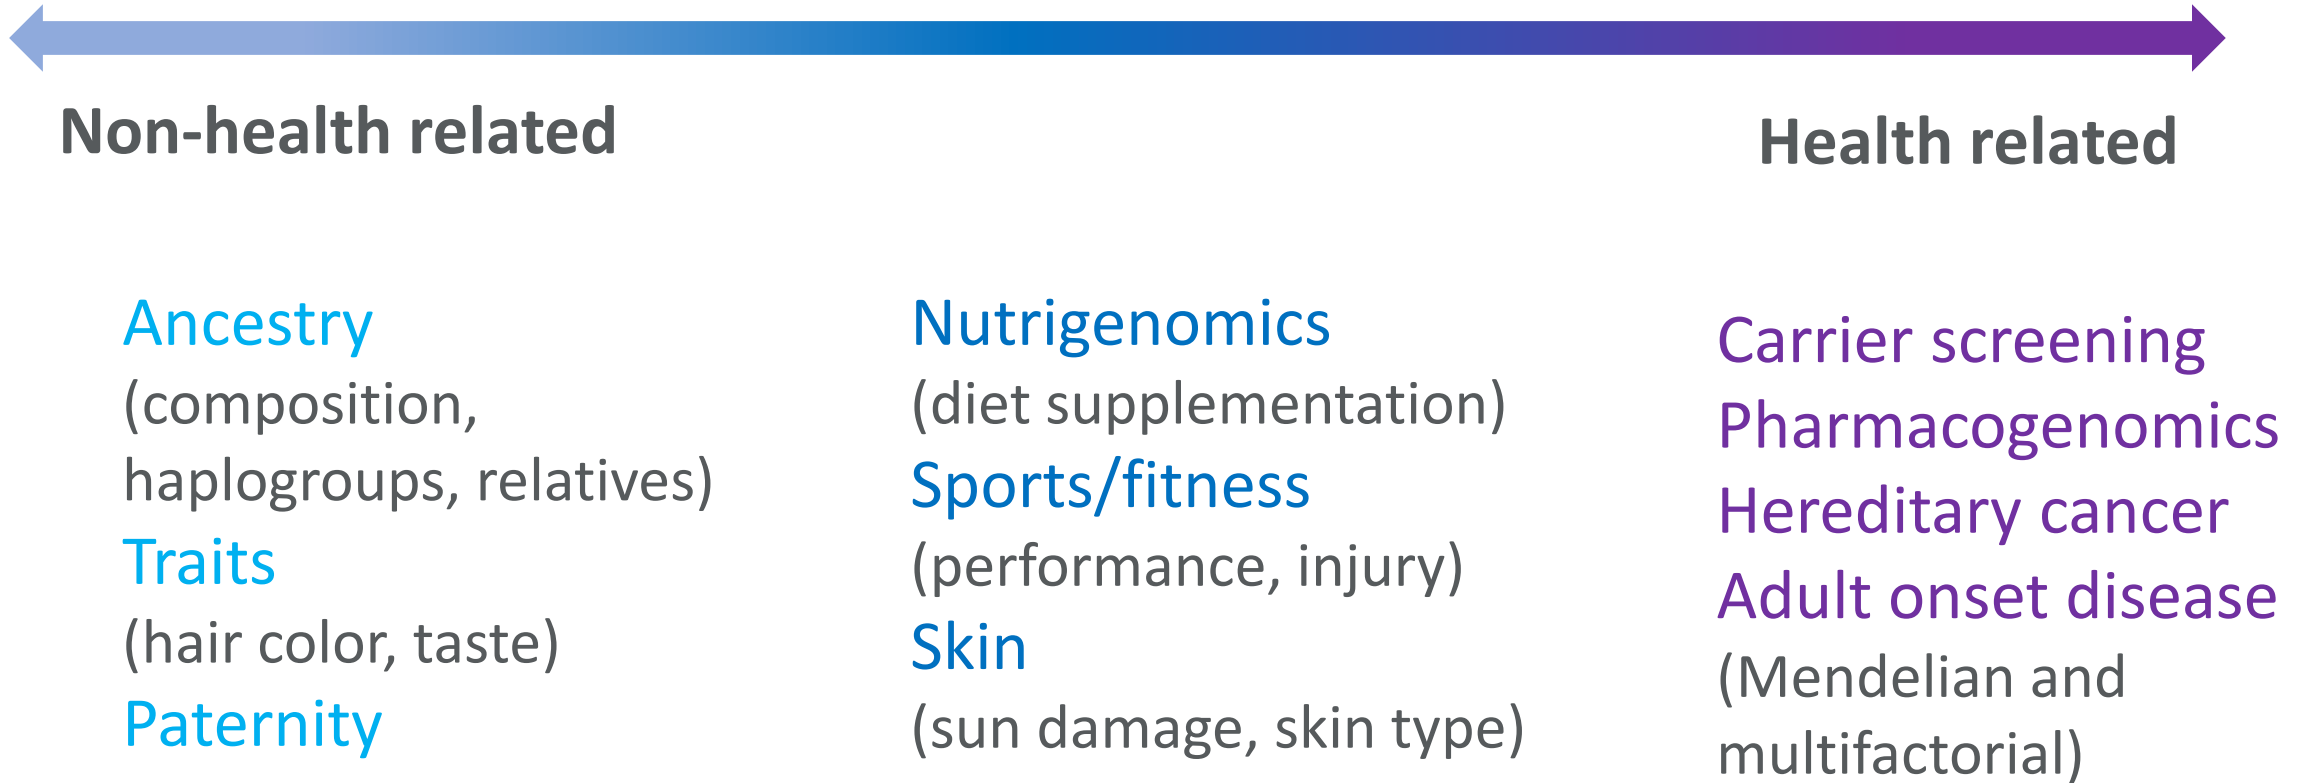 Non-health related
Health related
Ancestry
(composition,
haplogroups, relatives)
Traits
(hair color, taste)
Paternity
Nutrigenomics
(diet supplementation)
Sports/fitness
(performance, injury)
Skin
(sun damage, skin type)
Carrier screening
Pharmacogenomics
Hereditary cancer
Adult onset disease
(Mendelian and
multifactorial)